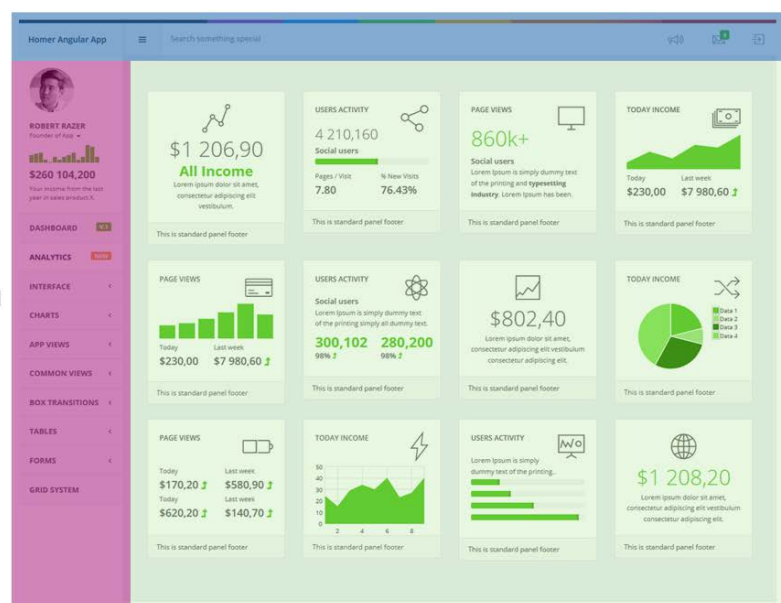 Homer Angular App
Search something special
4
ROBERT RAZER
Founder of App
$260 104,200
Your income from the last
year in sales product X.
DASHBOARD
V.1
ANALYTICS
INTERFACE
CHARTS
APP VIEWS
COMMON VIEWS
BOX TRANSITIONS
TABLES
FORMS
GRID SYSTEM
$1 206,90
All Income
Lorem ipsum dolor sit amet,
consectetur adipiscing elit
vestibulum.
This is standard panel footer
USERS ACTIVITY
4 210,160
Social users
Pages / Visit
% New Visits
7.80
76.43%
This is standard panel footer
PAGE VIEWS
860k+
Social users
Lorem Ipsum is simply dummy text
of the printing and typesetting
industry. Lorem Ipsum has been.
This is standard panel footer
TODAY INCOME
Today
Last week
$230,00
$7 980,60
This is standard panel footer
PAGE VIEWS
Today
Last week
$230,00
$7 980,60
This is standard panel footer
USERS ACTIVITY
Social users
Lorem Ipsum is simply dummy text
of the printing simply all dummy text.
300,102
280,200
98%
98%
This is standard panel footer
$802,40
Lorem ipsum dolor sit amet,
consectetur adipiscing elit vestibulum
consectetur adipiscing elit.
This is standard panel footer
TODAY INCOME
Data 1
Data 2
Data 3
Data 4
This is standard panel footer
PAGE VIEWS
Today
Last week
$170,20
$580,90
Today
Last week
$620,20
$140,70
This is standard panel footer
TODAY INCOME
50
40
30
20
10
0
2 4 6 8
This is standard panel footer
USERS ACTIVITY
Lorem Ipsum is simply
dummy text of the printing.
This is standard panel footer
$1 208,20
Lorem ipsum dolor sit amet,
consectetur adipiscing elit vestibulum
consectetur adipiscing elit.
This is standard panel footer